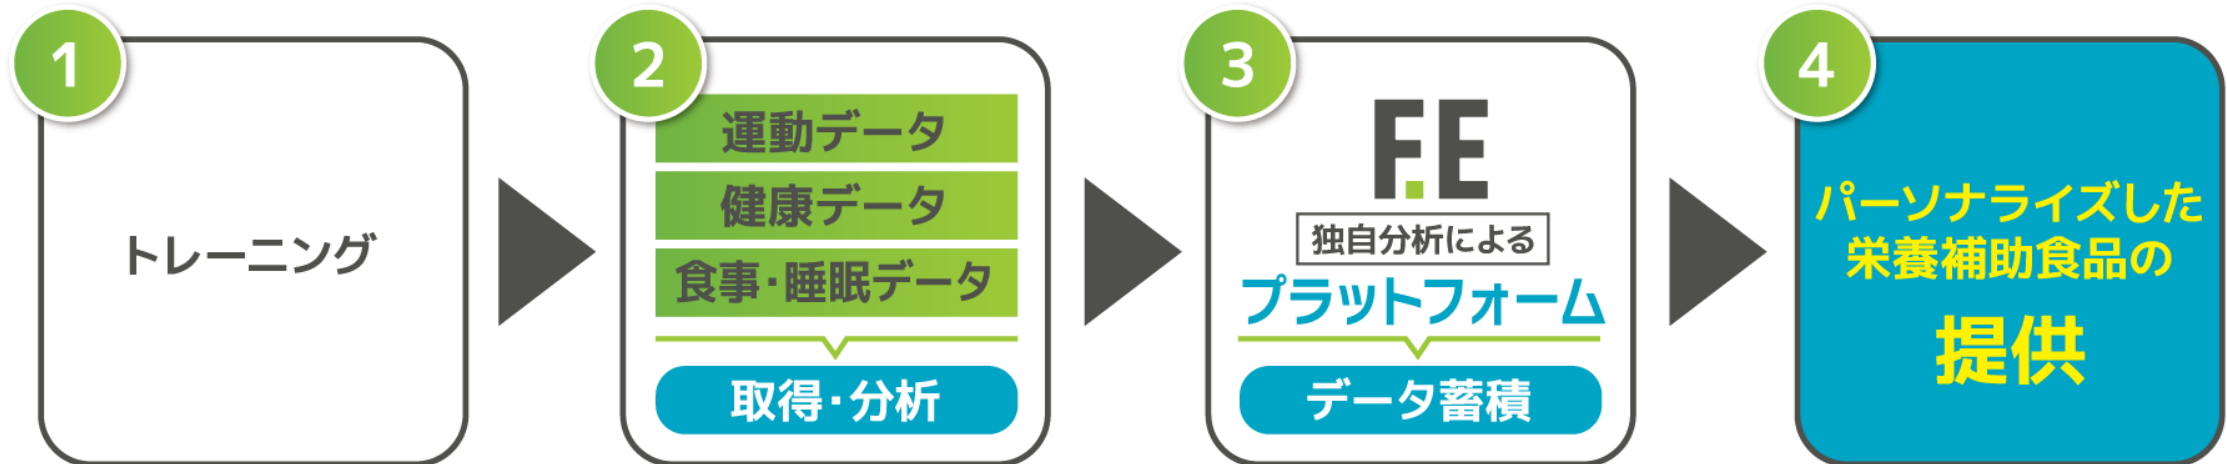 1
トレーニング
2
運動データ
健康データ
食事・睡眠データ
取得・分析
3
F.E
独自分析による
プラットフォーム
データ蓄積
4
パーソナライズした
栄養補助食品の
提供